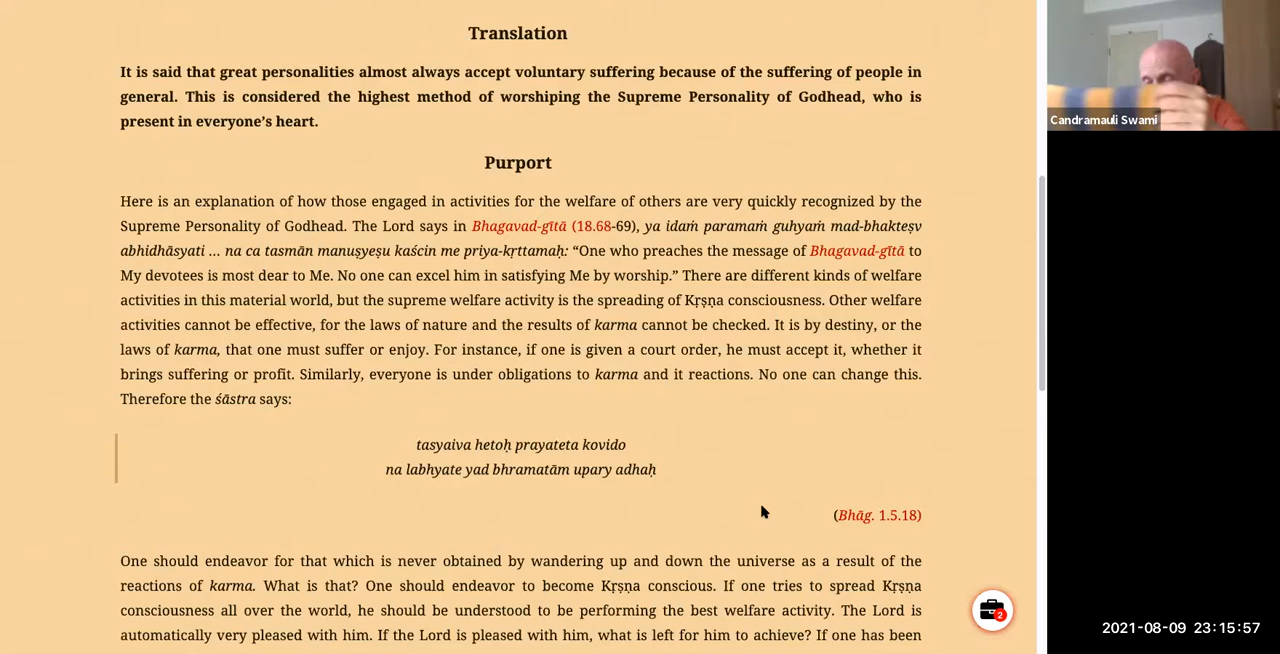 Translation
It is said that great personalities almost always accept voluntary suffering because of the suffering of people in
general. This is considered the highest method of worshiping the Supreme Personality of Godhead, who is
present in everyone’s heart.
Purport
Here is an explanation of how those engaged in activities for the welfare of others are very quickly recognized by the
Supreme Personality of Godhead. The Lord says in Bhagavad-gītā (18.68-69), ya idaṁ paramaṁ guhyaṁ mad-bhakteṣv
abhidhāsyati ... na ca tasmān manuṣyeṣu kaścin me priya-kṛttamaḥ: “One who preaches the message of Bhagavad-gītā to
My devotees is most dear to Me. No one can excel him in satisfying Me by worship.” There are different kinds of welfare
activities in this material world, but the supreme welfare activity is the spreading of Kṛṣṇa consciousness. Other welfare
activities cannot be effective, for the laws of nature and the results of karma cannot be checked. It is by destiny, or the
laws of karma, that one must suffer or enjoy. For instance, if one is given a court order, he must accept it, whether it
brings suffering or profit. Similarly, everyone is under obligations to karma and it reactions. No one can change this.
Therefore the śāstra says:
tasyaiva hetoḥ prayateta kovido
na labhyate yad bhramatām upary adhaḥ
(Bhāg. 1.5.18)
One should endeavor for that which is never obtained by wandering up and down the universe as a result of the
reactions of karma. What is that? One should endeavor to become Kṛṣṇa conscious. If one tries to spread Kṛṣṇa
consciousness all over the world, he should be understood to be performing the best welfare activity. The Lord is
automatically very pleased with him. If the Lord is pleased with him, what is left for him to achieve? If one has been
Candramauli Swami
2
2021-08-09 23:15:57